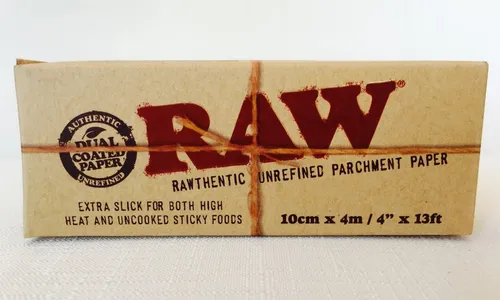 RAW®
AUTHENTIC
DUAL
COATED
PAPER
UNREFINED
RAWTHENTIC UNREFINED PARCHMENT PAPER
EXTRA SLICK FOR BOTH HIGH
HEAT AND UNCOOKED STICKY FOODS
10cm x 4m / 4" x 13ft